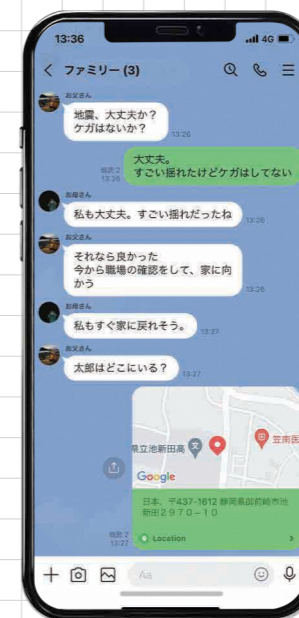 13:36
4G
ファミリー (3)
お父さん
地震、大丈夫か?
ケガはないか?
13:26
大丈夫。
すごい揺れたけどケガはしてない
既読 2
13:26
お母さん
私も大丈夫。すごい揺れだったね
13:26
お父さん
それなら良かった
今から職場の確認をして、家に向
かう
13:26
お母さん
私もすぐ家に戻れそう。
13:27
お父さん
太郎はどこにいる?
13:27
県立池新田高
笠南医
Google
日本、〒437-1612 静岡県御前崎市池
新田2970-10
既読 2
13:27
Location
Aa